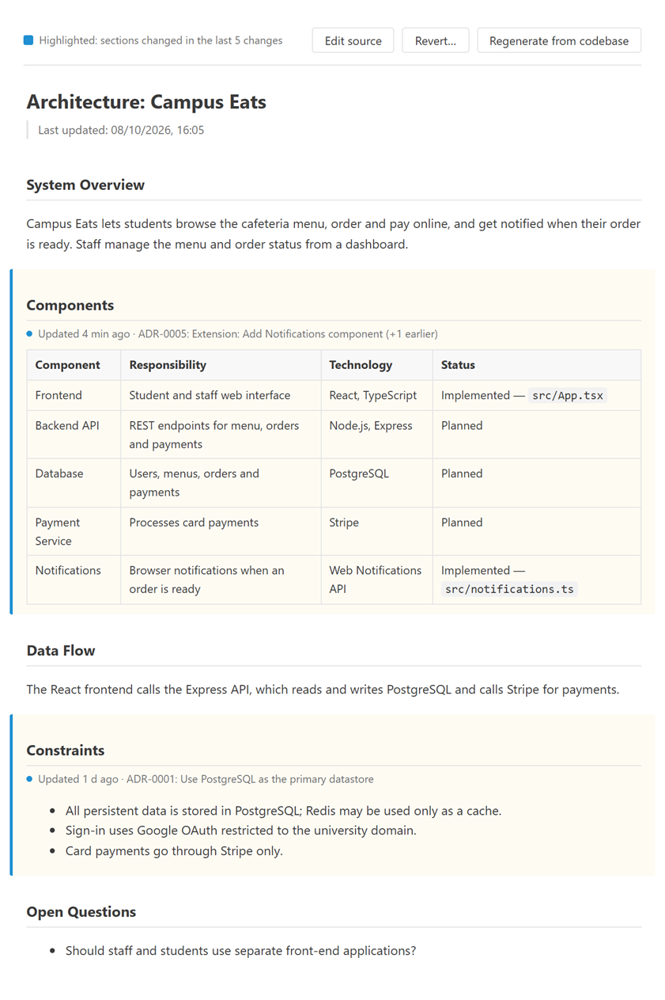 Highlighted: sections changed in the last 5 changes
Edit source
Revert...
Regenerate from codebase
Architecture: Campus Eats
Last updated: 08/10/2026, 16:05
System Overview
Campus Eats lets students browse the cafeteria menu, order and pay online, and get notified when their order
is ready. Staff manage the menu and order status from a dashboard.
Components
Updated 4 min ago · ADR-0005: Extension: Add Notifications component (+1 earlier)
Component Responsibility Technology Status
Frontend Student and staff web interface React, TypeScript Implemented — src/App.tsx
Backend API REST endpoints for menu, orders Node.js, Express Planned
and payments
Database Users, menus, orders and PostgreSQL Planned
payments
Payment Processes card payments Stripe Planned
Service
Notifications Browser notifications when an Web Notifications Implemented —
order is ready API src/notifications.ts
Data Flow
The React frontend calls the Express API, which reads and writes PostgreSQL and calls Stripe for payments.
Constraints
Updated 1 d ago · ADR-0001: Use PostgreSQL as the primary datastore
• All persistent data is stored in PostgreSQL; Redis may be used only as a cache.
• Sign-in uses Google OAuth restricted to the university domain.
• Card payments go through Stripe only.
Open Questions
• Should staff and students use separate front-end applications?